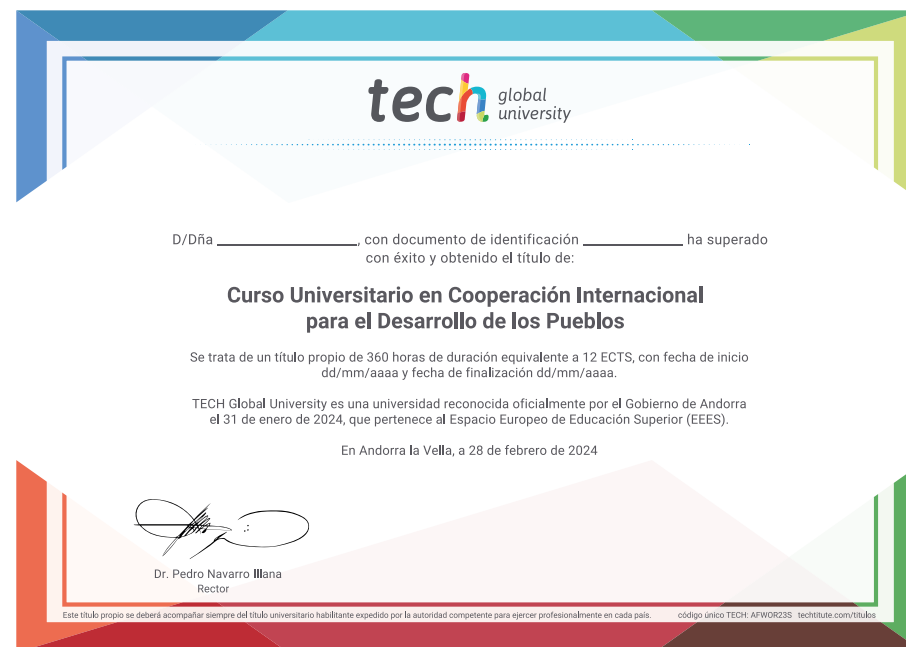 tech global university
D/Dña ______________, con documento de identificación __________ ha superado
con éxito y obtenido el título de:
Curso Universitario en Cooperación Internacional
para el Desarrollo de los Pueblos
Se trata de un título propio de 360 horas de duración equivalente a 12 ECTS, con fecha de inicio
dd/mm/aaaa y fecha de finalización dd/mm/aaaa.
TECH Global University es una universidad reconocida oficialmente por el Gobierno de Andorra
el 31 de enero de 2024, que pertenece al Espacio Europeo de Educación Superior (EEES).
En Andorra la Vella, a 28 de febrero de 2024
Dr. Pedro Navarro Illana
Rector
Este título propio se deberá acompañar siempre del título universitario habilitante expedido por la autoridad competente para ejercer profesionalmente en cada país. código único TECH: AFWOR23S techtitute.com/titulos